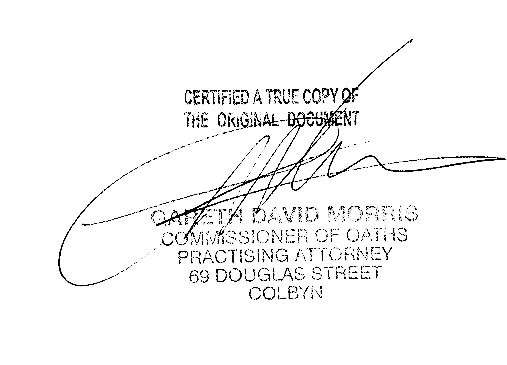 CERTIFIED A TRUE COPY OF
THE ORIGINAL DOCUMENT
GARETH DAVID MORRIS
COMMISSIONER OF OATHS
PRACTISING ATTORNEY
69 DOUGLAS STREET
COLBYN